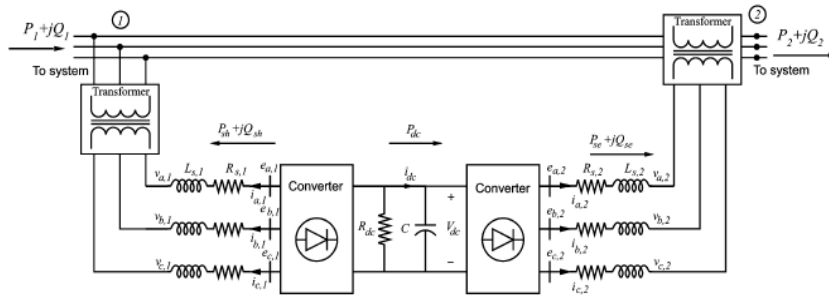 1
2
P1+jQ1
Transformer
P2+jQ2
To system
To system
Transformer
Psh+jQsh
Pdc
Pse+jQse
va,1 Ls,1 Rs,1 ea,1
idc
ea,2 Rs,2 Ls,2 va,2
ia,1
Converter
+
Converter
ia,2
vb,1
eb,1
ib,1
Rdc
C
Vdc
eb,2
ib,2
vb,2
vc,1
ec,1
ic,1
−
ec,2
ic,2
vc,2